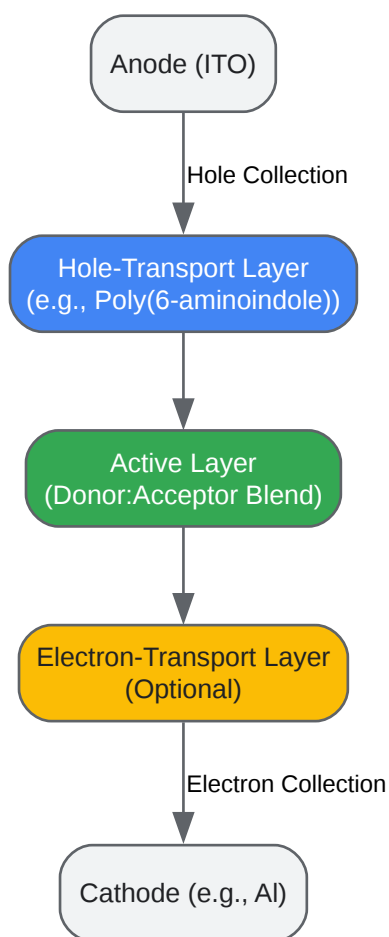 Anode (ITO)
Hole Collection
Hole-Transport Layer
(e.g., Poly(6-aminoindole))
Active Layer
(Donor:Acceptor Blend)
Electron-Transport Layer
(Optional)
Electron Collection
Cathode (e.g., Al)